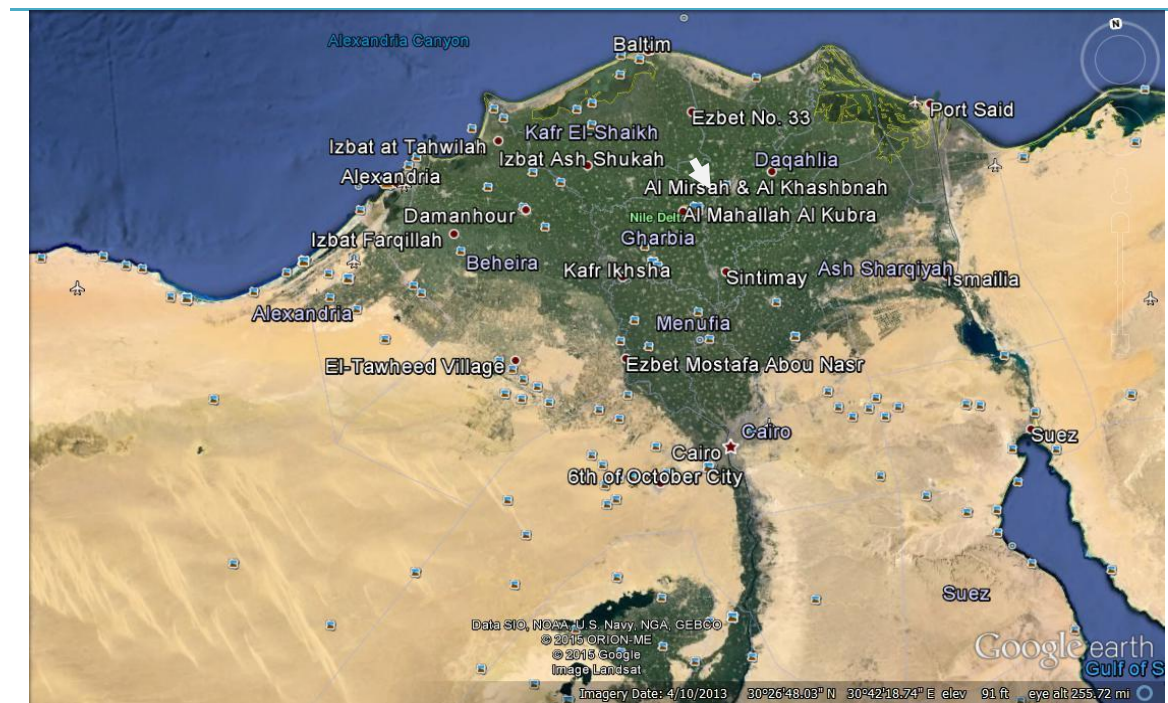 N
Alexandria Canyon
Baltim
Port Said
Ezbet No. 33
Kafr El-Shaikh
Izbat at Tahwilah
Izbat Ash Shukah
Daqahlia
Alexandria
Al Mirsah & Al Khashbnah
Damanhour
Nile Delt
Al Mahallah Al Kubra
Izbat Farqillah
Gharbia
Beheira
Kafr Ikhsha
Sintimay
Ash Sharqiyah
Ismailia
Alexandria
Menufia
El-Tawheed Village
Ezbet Mostafa Abou Nasr
Cairo
Suez
Cairo
6th of October City
Suez
Data SIO, NOAA, U.S. Navy, NGA, GEBCO
© 2015 ORION-ME
© 2015 Google
Image Landsat
Google earth
Gulf of S
Imagery Date: 4/10/2013 30°26'48.03" N 30°42'18.74" E elev 91 ft eye alt 255.72 mi